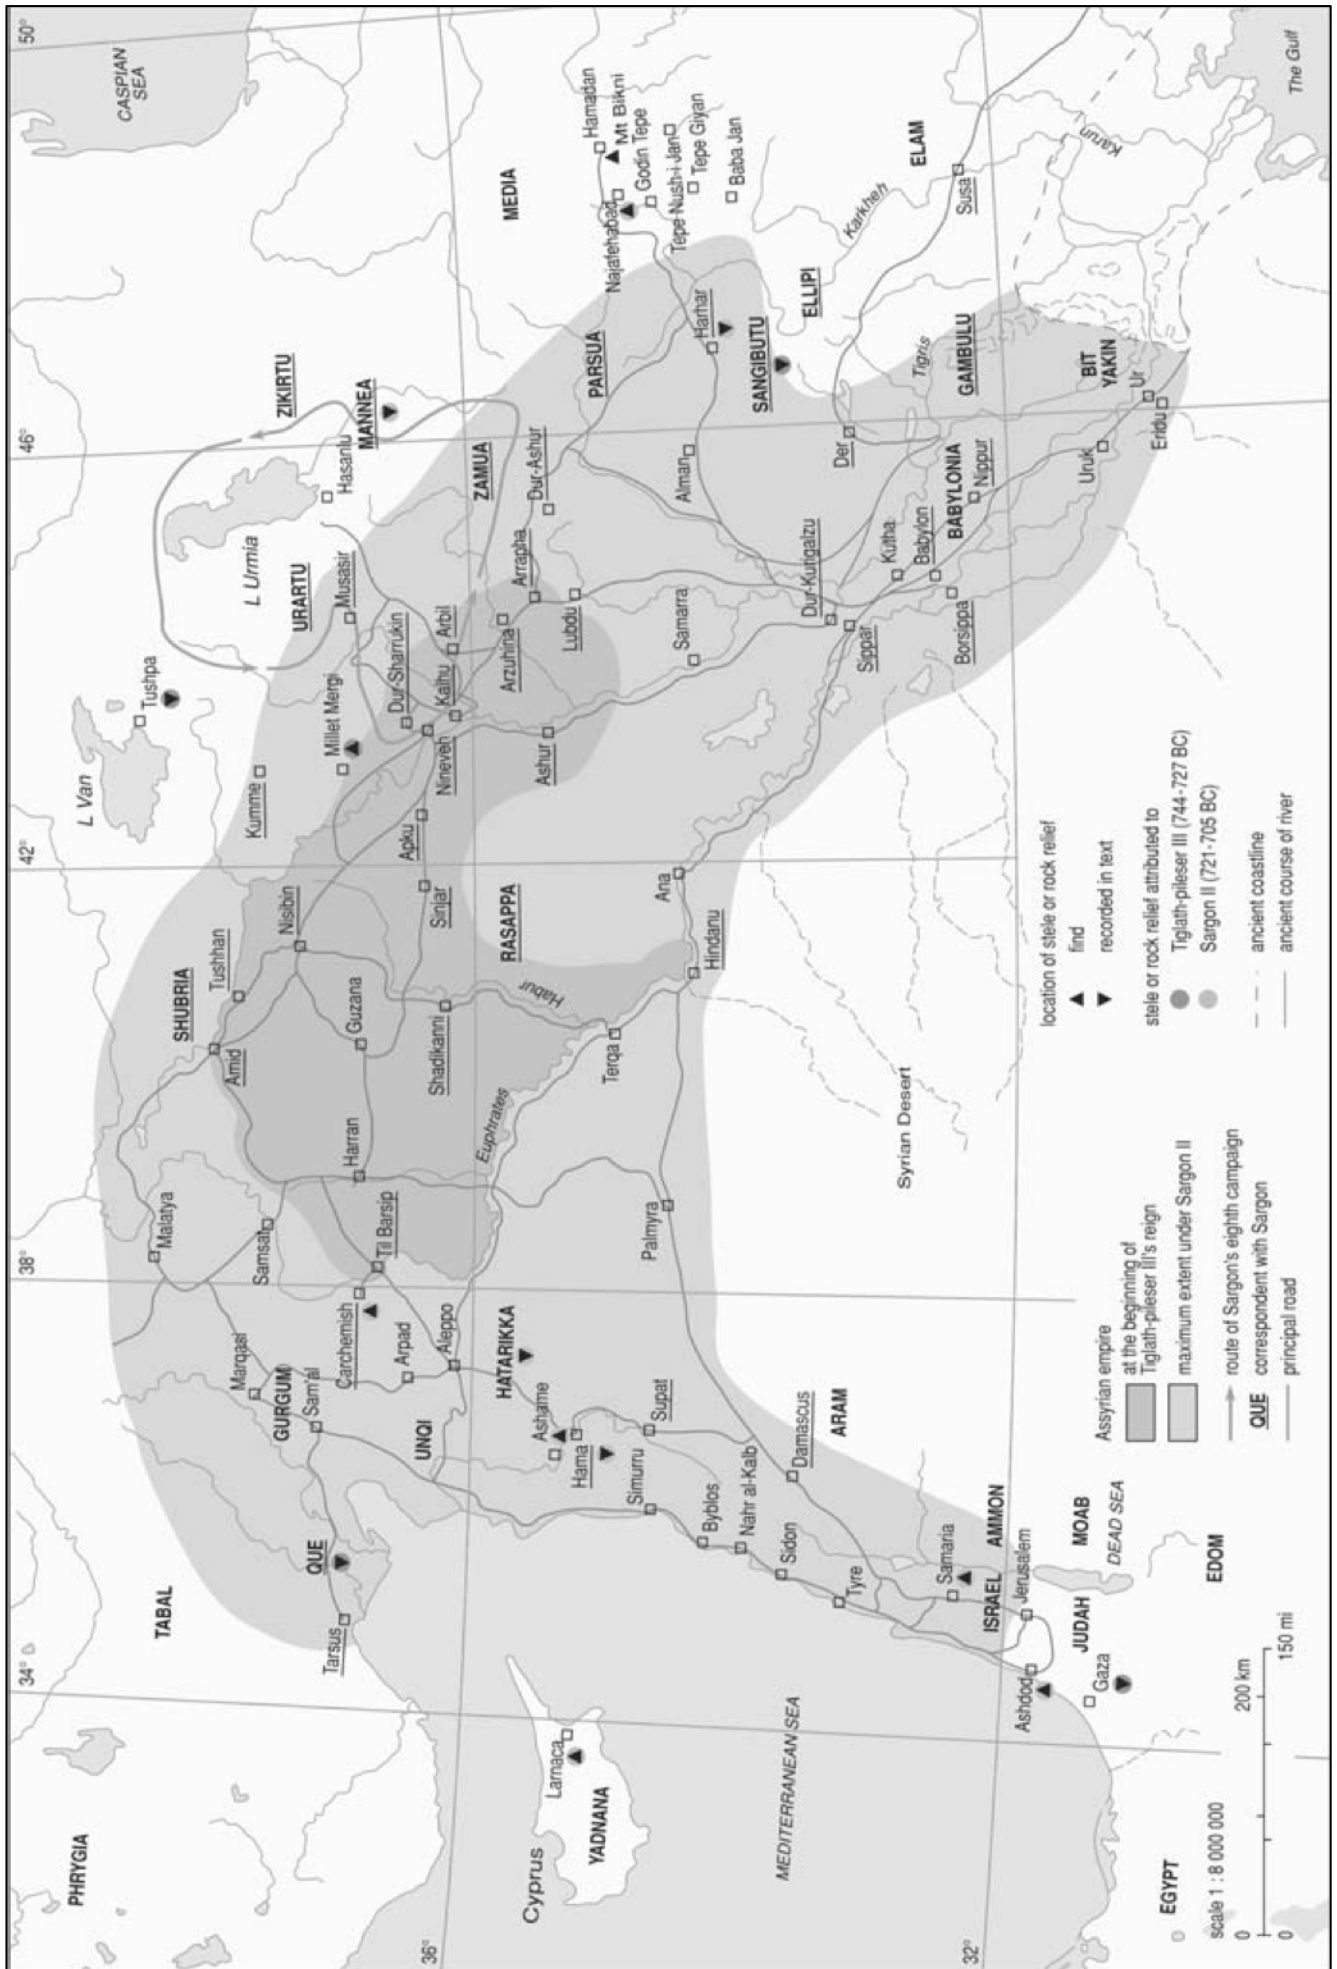 34°
38°
42°
46°
50°
PHRYGIA
TABAL
Malatya
SHUBRIA
L Van
Tushpa
CASPIAN
SEA
Marqasi
GURGUM
Sam'al
Samsat
Amid
Tushhan
Kumme
L Urmia
ZIKIRTU
QUE
Tarsus
Carchemish
Til Barsip
Harran
Guzana
Nisibin
Millet Mergi
URARTU
Musasir
Hasanlu
MANNEA
Arpad
Aleppo
UNQI
Shadikanni
Sinjar
Apku
Nineveh
Dur-Sharrukin
Kalhu
Arbil
ZAMUA
MEDIA
36°
Cyprus
YADNANA
Larnaca
HATARIKKA
Ashame
Hama
Euphrates
Habur
RASAPPA
Ashur
Arzuhina
Arrapha
Lubdu
Dur-Ashur
PARSUA
Najafehabad
Hamadan
Mt Bikni
Godin Tepe
Tepe Nush-i Jan
Tepe Giyan
Baba Jan
Simurru
Supat
Palmyra
Terqa
Hindanu
Ana
Samarra
Alman
Harhar
SANGIBUTU
ELLIPI
Byblos
Nahr al-Kalb
Sidon
Damascus
Tyre
ARAM
MEDITERRANEAN SEA
Syrian Desert
Dur-Kurigalzu
Sippar
Kutha
Babylon
Borsippa
BABYLONIA
Nippur
Der
Tigris
GAMBULU
Karkheh
ELAM
Susa
Karun
Samaria
ISRAEL
AMMON
Jerusalem
32°
Ashdod
Gaza
JUDAH
MOAB
DEAD SEA
EDOM
EGYPT
Uruk
Ur
Eridu
BIT
YAKIN
The Gulf
scale 1 : 8 000 000
0 200 km
0 150 mi
Assyrian empire
at the beginning of
Tiglath-pileser III's reign
maximum extent under Sargon II
route of Sargon's eighth campaign
QUE correspondent with Sargon
principal road
location of stele or rock relief
find
recorded in text
stele or rock relief attributed to
Tiglath-pileser III (744-727 BC)
Sargon II (721-705 BC)
ancient coastline
ancient course of river